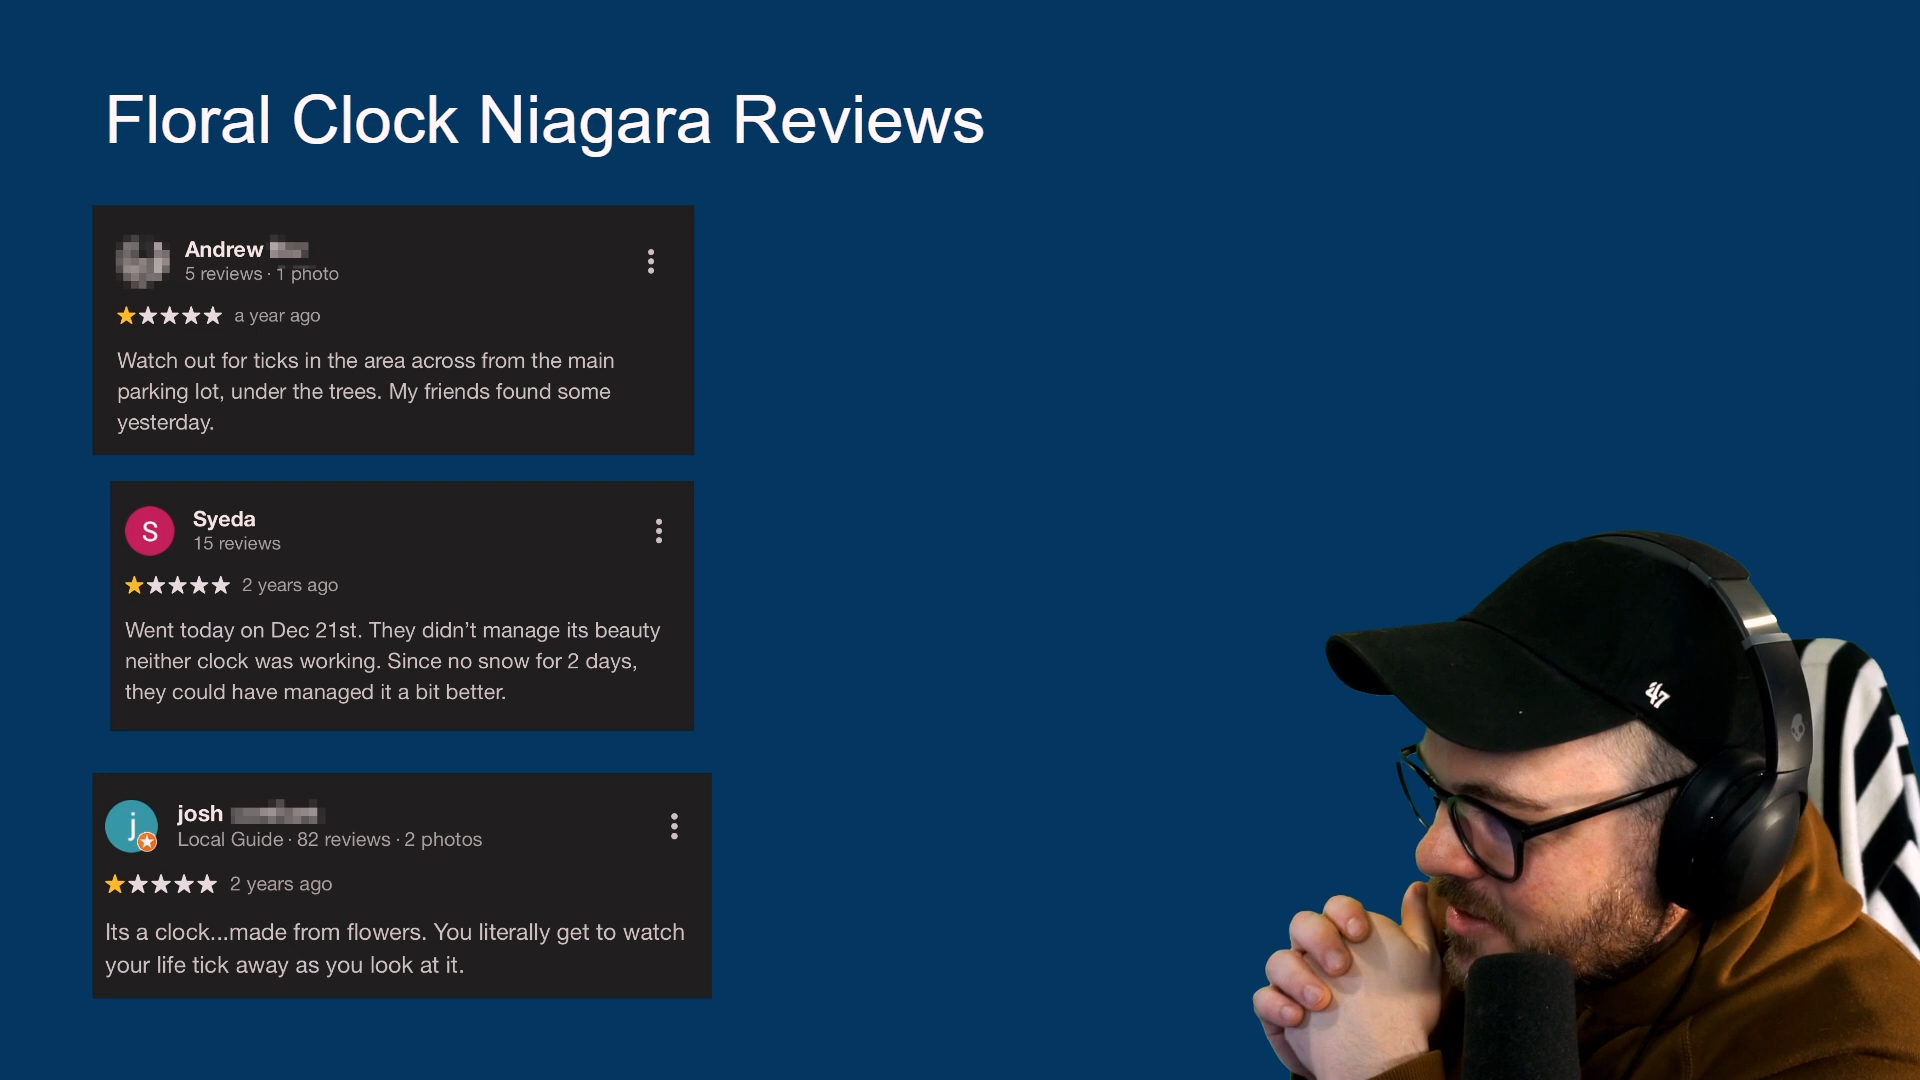 Floral Clock Niagara Reviews
Andrew
5 reviews · 1 photo
a year ago
Watch out for ticks in the area across from the main
parking lot, under the trees. My friends found some
yesterday.
S
Syeda
15 reviews
2 years ago
Went today on Dec 21st. They didn’t manage its beauty
neither clock was working. Since no snow for 2 days,
they could have managed it a bit better.
j
josh
Local Guide · 82 reviews · 2 photos
2 years ago
Its a clock...made from flowers. You literally get to watch
your life tick away as you look at it.
47